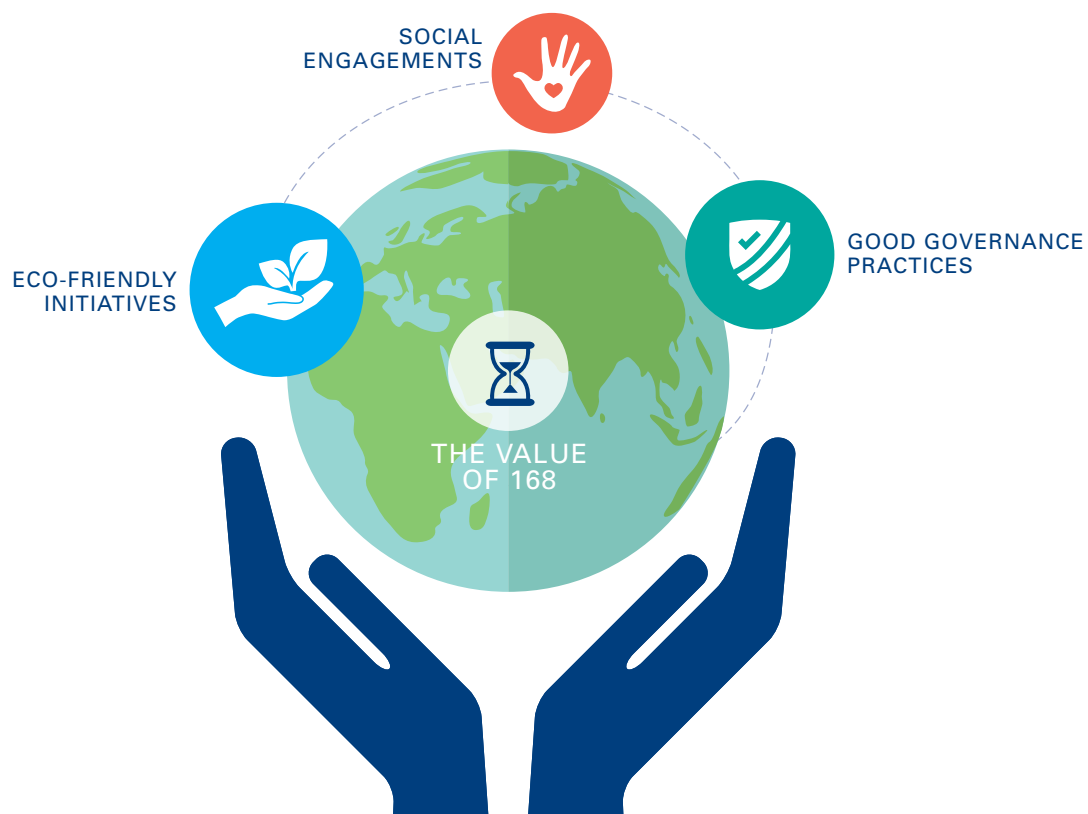 SOCIAL
ENGAGEMENTS
ECO-FRIENDLY
INITIATIVES
GOOD GOVERNANCE
PRACTICES
THE VALUE
OF 168